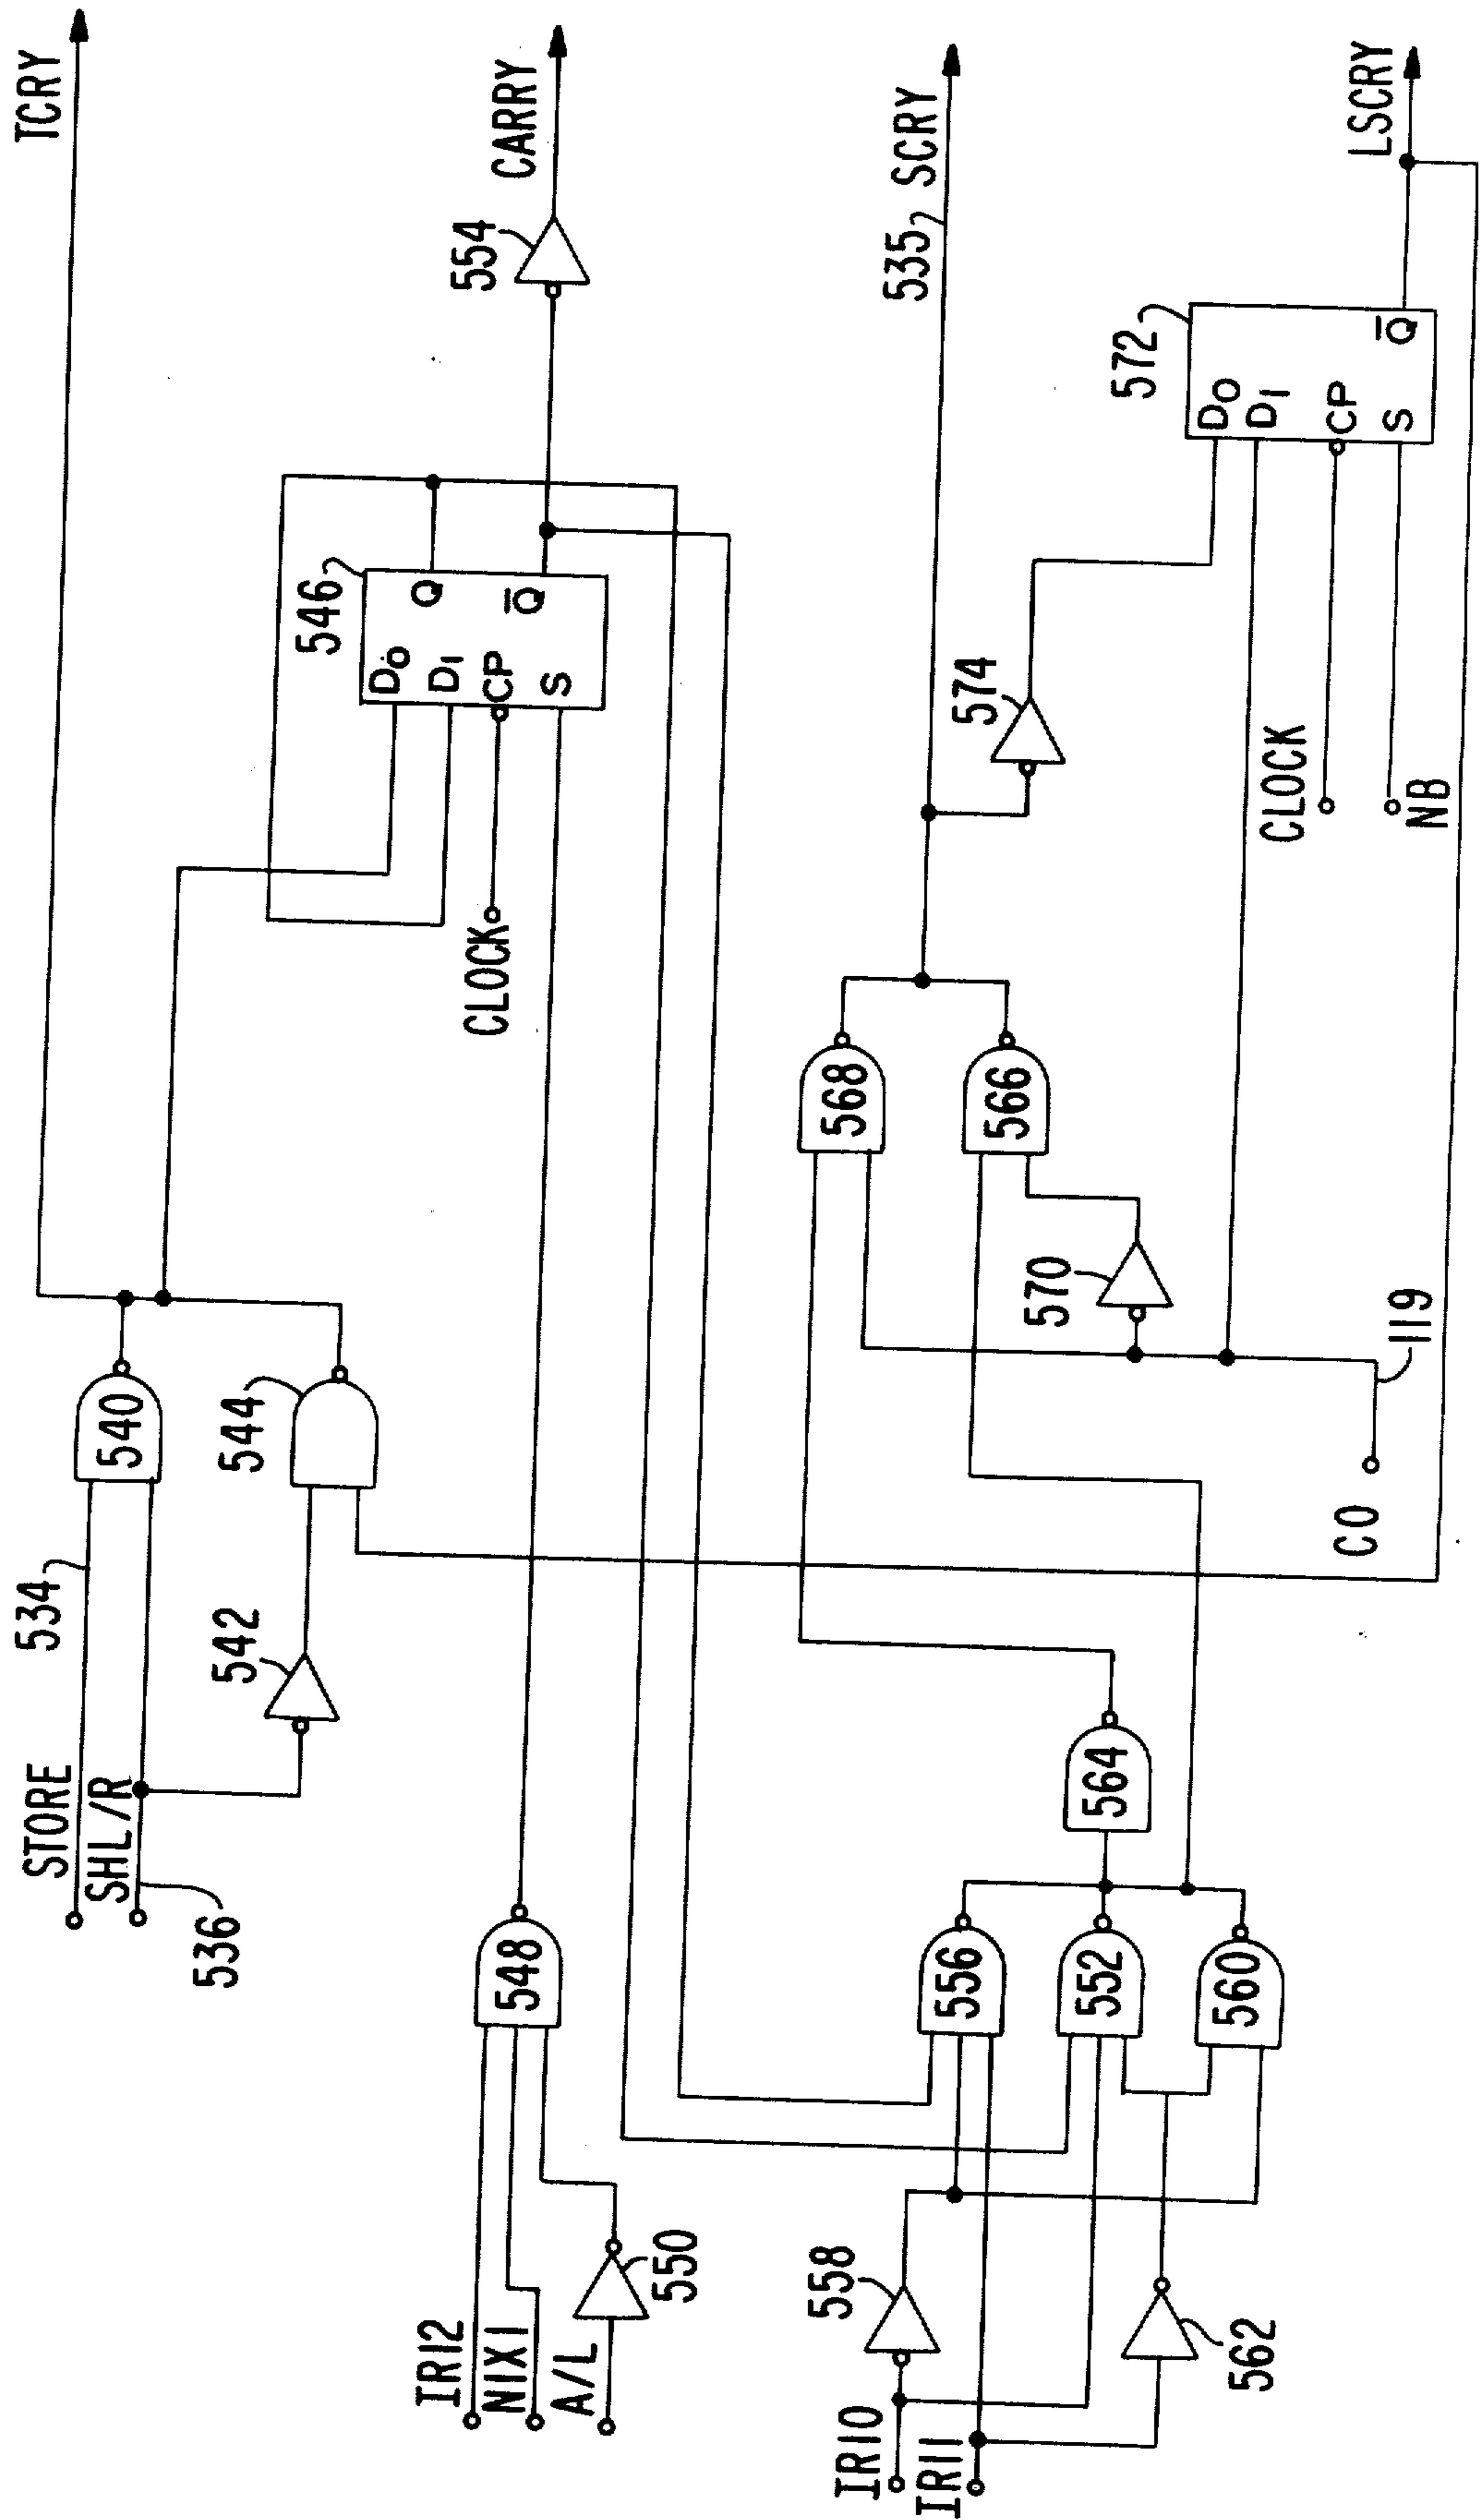 TCRY
534
STORE
SHL/R
536
540
544
542
546
D0
D1
CP
S
Q
Q̅
CLOCK
554
CARRY
IR12
NIX1
A/L
548
550
535
SCRY
568
566
570
574
572
D0
D1
CP
S
Q̅
CLOCK
NB
LSCRY
IR10
IR11
558
562
556
552
560
564
CO
119